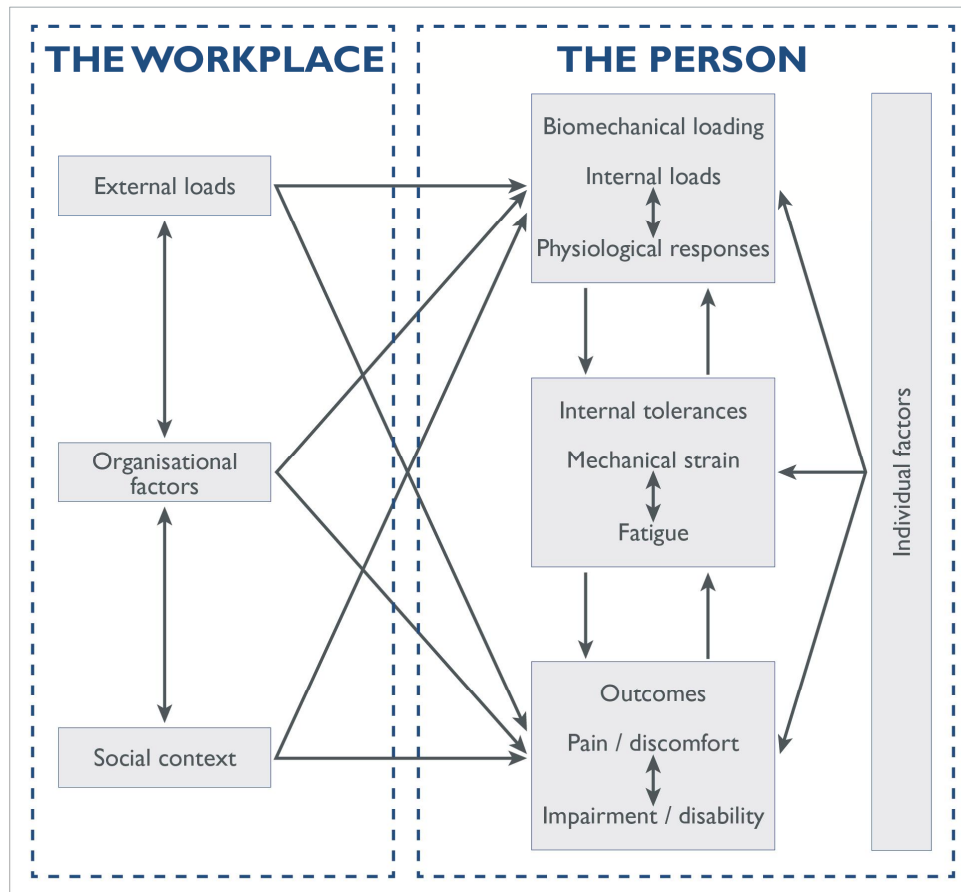 THE WORKPLACE
External loads
Organisational
factors
Social context
THE PERSON
Biomechanical loading
Internal loads
Physiological responses
Internal tolerances
Mechanical strain
Fatigue
Outcomes
Pain / discomfort
Impairment / disability
Individual factors